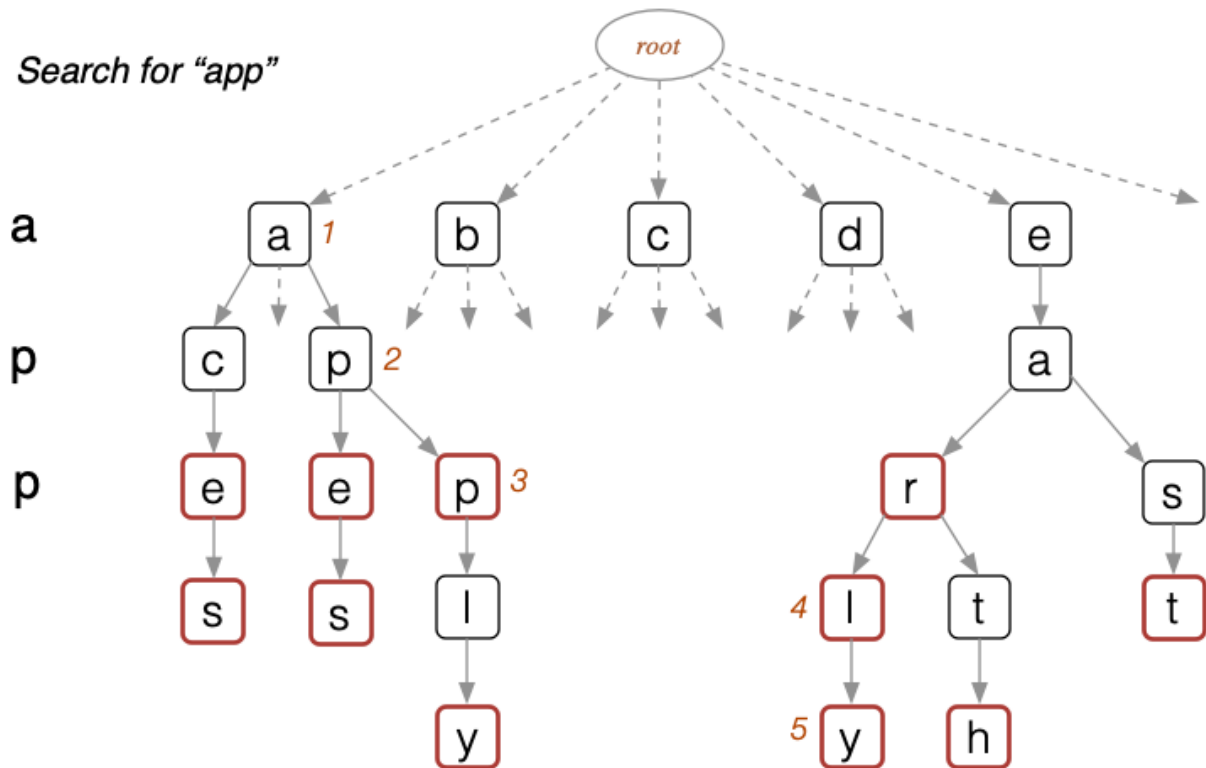 root
Search for “app”
a a 1 b c d e
p c p 2 a
p e e p 3 r s
s s l 4 l t t
y 5 y h